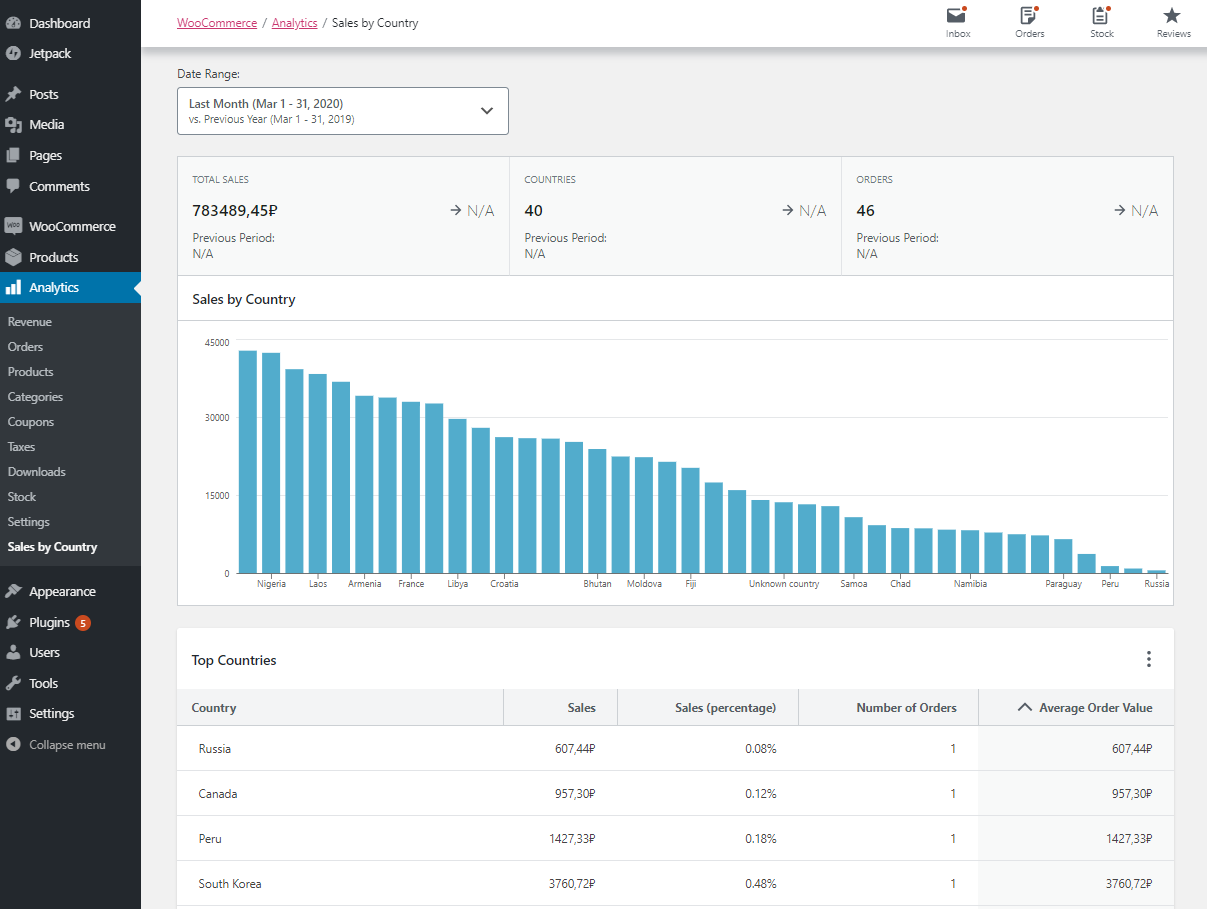 Dashboard
Jetpack
Posts
Media
Pages
Comments
WooCommerce
Products
Analytics
Revenue
Orders
Products
Categories
Coupons
Taxes
Downloads
Stock
Settings
Sales by Country
Appearance
Plugins 5
Users
Tools
Settings
Collapse menu
WooCommerce / Analytics / Sales by Country
Inbox
Orders
Stock
Reviews
Date Range:
Last Month (Mar 1 - 31, 2020)
vs. Previous Year (Mar 1 - 31, 2019)
TOTAL SALES
783489,45₽ → N/A
Previous Period:
N/A
COUNTRIES
40 → N/A
Previous Period:
N/A
ORDERS
46 → N/A
Previous Period:
N/A
Sales by Country
45000
30000
15000
0
Nigeria Laos Armenia France Libya Croatia Bhutan Moldova Fiji Unknown country Samoa Chad Namibia Paraguay Peru Russia
Top Countries
Country Sales Sales (percentage) Number of Orders Average Order Value
Russia 607,44₽ 0.08% 1 607,44₽
Canada 957,30₽ 0.12% 1 957,30₽
Peru 1427,33₽ 0.18% 1 1427,33₽
South Korea 3760,72₽ 0.48% 1 3760,72₽